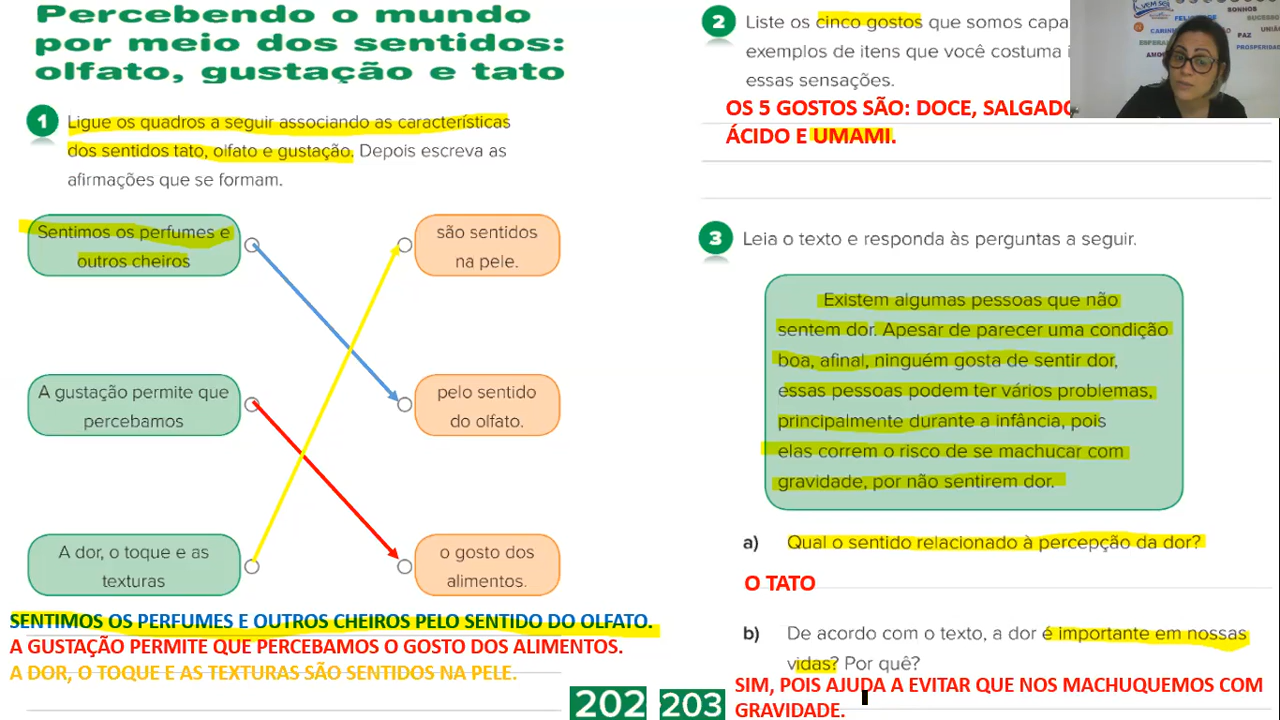 Percebendo o mundo
por meio dos sentidos:
olfato, gustação e tato
1 Ligue os quadros a seguir associando as características
dos sentidos tato, olfato e gustação. Depois escreva as
afirmações que se formam.
Sentimos os perfumes e
outros cheiros
são sentidos
na pele.
A gustação permite que
percebamos
pelo sentido
do olfato.
A dor, o toque e as
texturas
o gosto dos
alimentos.
SENTIMOS OS PERFUMES E OUTROS CHEIROS PELO SENTIDO DO OLFATO.
A GUSTAÇÃO PERMITE QUE PERCEBAMOS O GOSTO DOS ALIMENTOS.
A DOR, O TOQUE E AS TEXTURAS SÃO SENTIDOS NA PELE.
202
2 Liste os cinco gostos que somos
exemplos de itens que você costuma
essas sensações.
OS 5 GOSTOS SÃO: DOCE, SALGADO
ÁCIDO E UMAMI.
SONHOS
SUCESSO
PAZ
PROSPERIDADE
3 Leia o texto e responda às perguntas a seguir.
Existem algumas pessoas que não
sentem dor. Apesar de parecer uma condição
boa, afinal, ninguém gosta de sentir dor,
essas pessoas podem ter vários problemas,
principalmente durante a infância, pois
elas correm o risco de se machucar com
gravidade, por não sentirem dor.
a) Qual o sentido relacionado à percepção da dor?
O TATO
b) De acordo com o texto, a dor é importante em nossas
vidas? Por quê?
SIM, POIS AJUDA A EVITAR QUE NOS MACHUQUEMOS COM
GRAVIDADE.
203